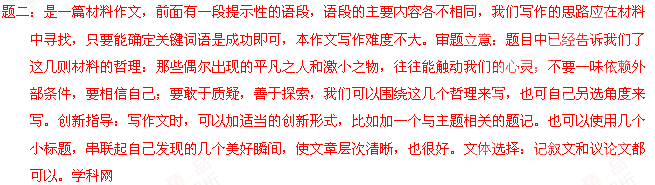 题二：是一篇材料作文，前面有一段提示性的语段，语段的主要内容各不相同，我们写作的思路应在材料
中寻找，只要能确定关键词语是成功即可，本作文写作难度不大。审题立意：题目中已经告诉我们了
这几则材料的哲理：那些偶尔出现的平凡之人和激小之物，往往能触动我们的心灵；不要一味依赖外
部条件，要相信自己；要敢于质疑，善于探索，我们可以围绕这几个哲理来写，也可自己另选角度来
写。创新指导：写作文时，可以加适当的创新形式，比如加一个与主题相关的题记。也可以使用几个
小标题，串联起自己发现的几个美好瞬间，使文章层次清晰，也很好。文体选择：记叙文和议论文都
可以。学科网